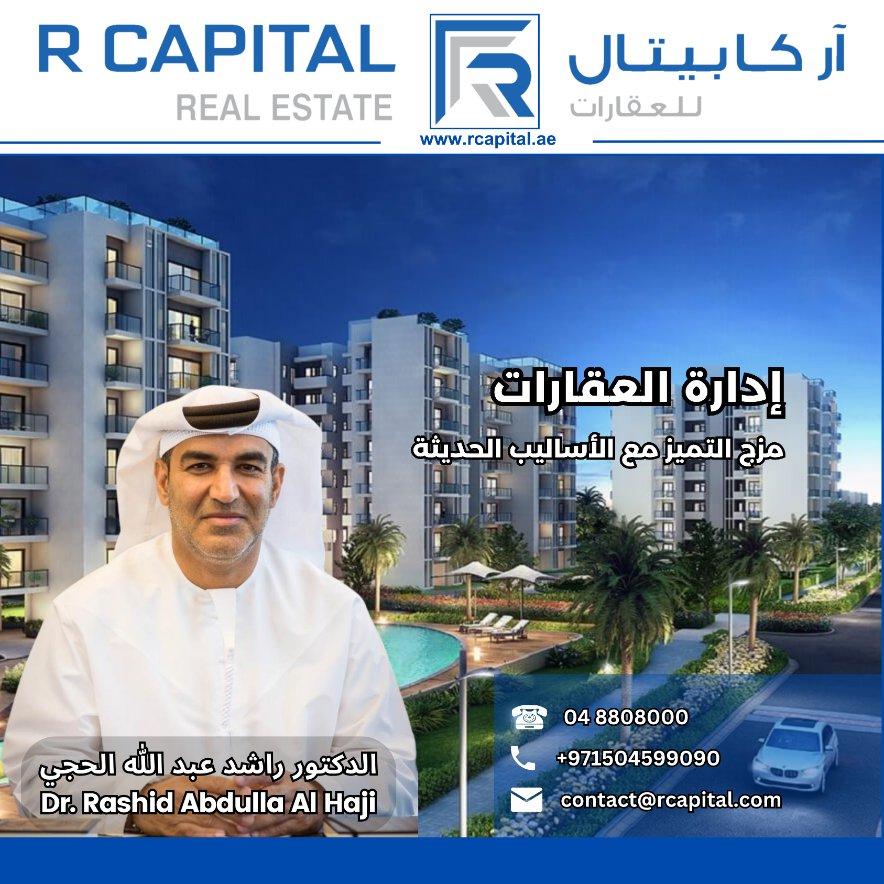 R CAPITAL
REAL ESTATE
آر كابيتال
للعقارات
www.rcapital.ae
إدارة العقارات
مزج التميز مع الأساليب الحديثة
04 8808000
+971504599090
contact@rcapital.com
الدكتور راشد عبد الله الحجي
Dr. Rashid Abdulla Al Haji